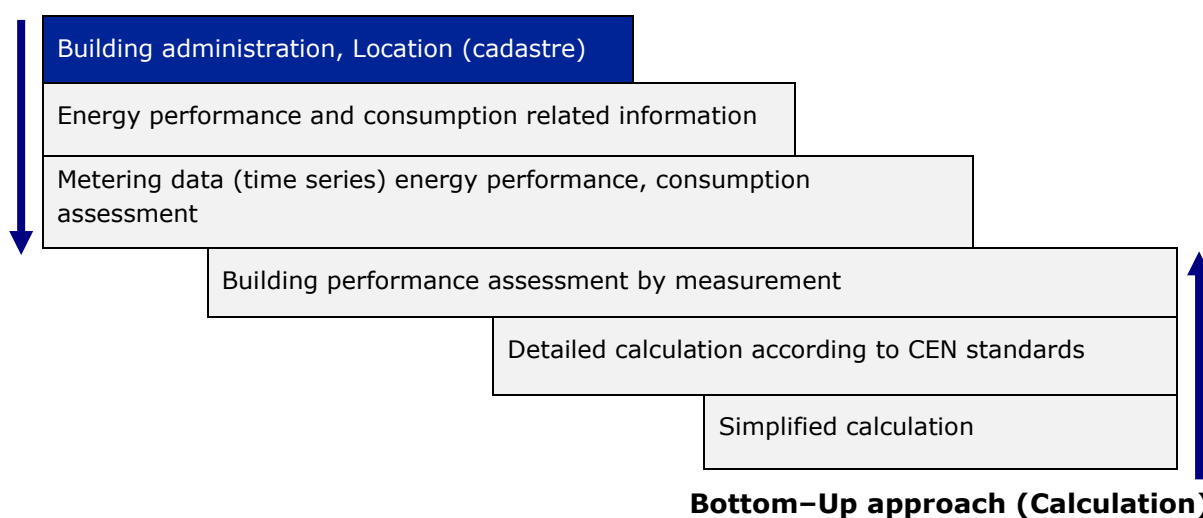 Building administration, Location (cadastre)
Energy performance and consumption related information
Metering data (time series) energy performance, consumption
assessment
Building performance assessment by measurement
Detailed calculation according to CEN standards
Simplified calculation
Bottom–Up approach (Calculation)